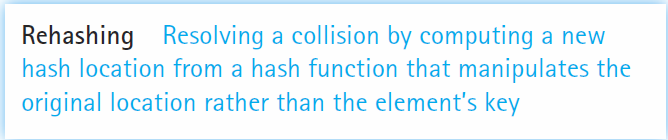 Rehashing Resolving a collision by computing a new
hash location from a hash function that manipulates the
original location rather than the element's key